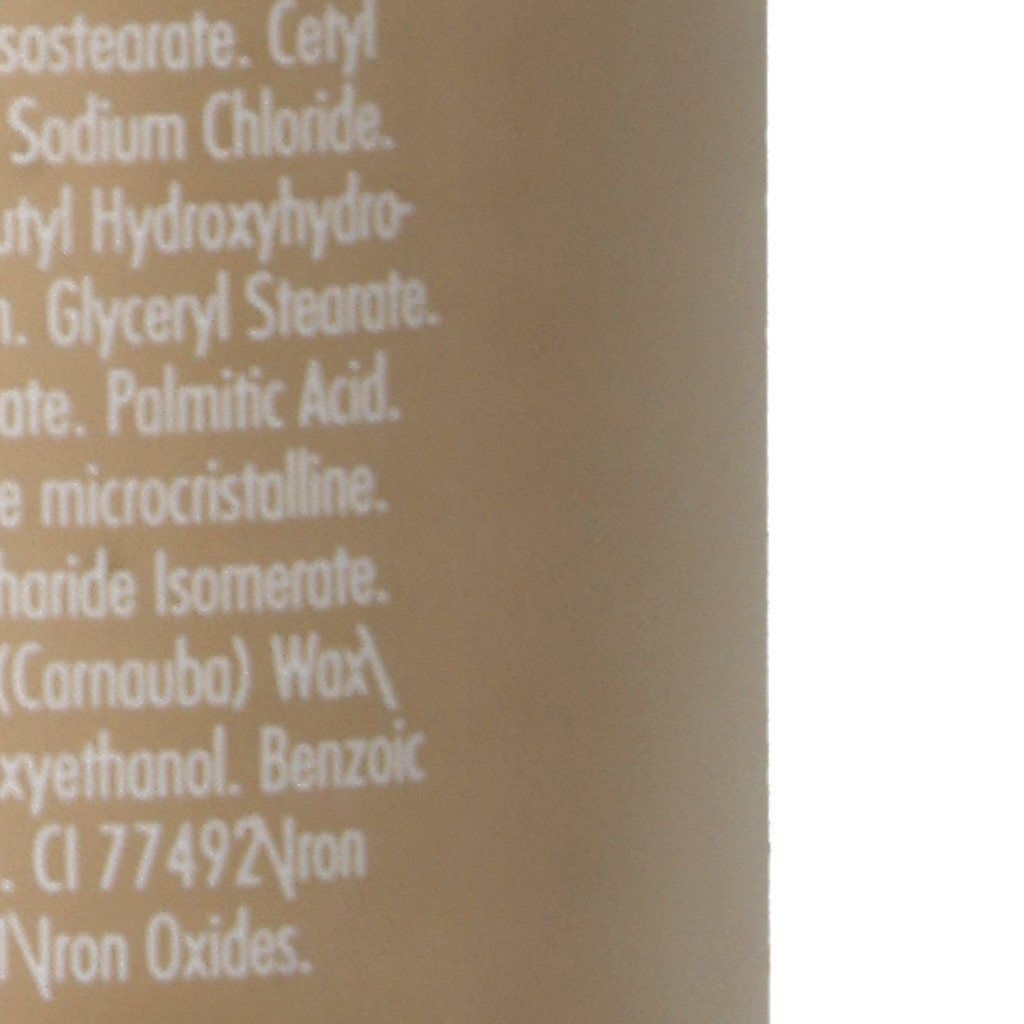 sostearate. Cetyl
Sodium Chloride.
utyl Hydroxyhydro-
n. Glyceryl Stearate.
ate. Palmitic Acid.
e microcristalline.
haride Isomerate.
(Carnauba) Wax\
xyethanol. Benzoic
. CI 77492\Iron
\Iron Oxides.